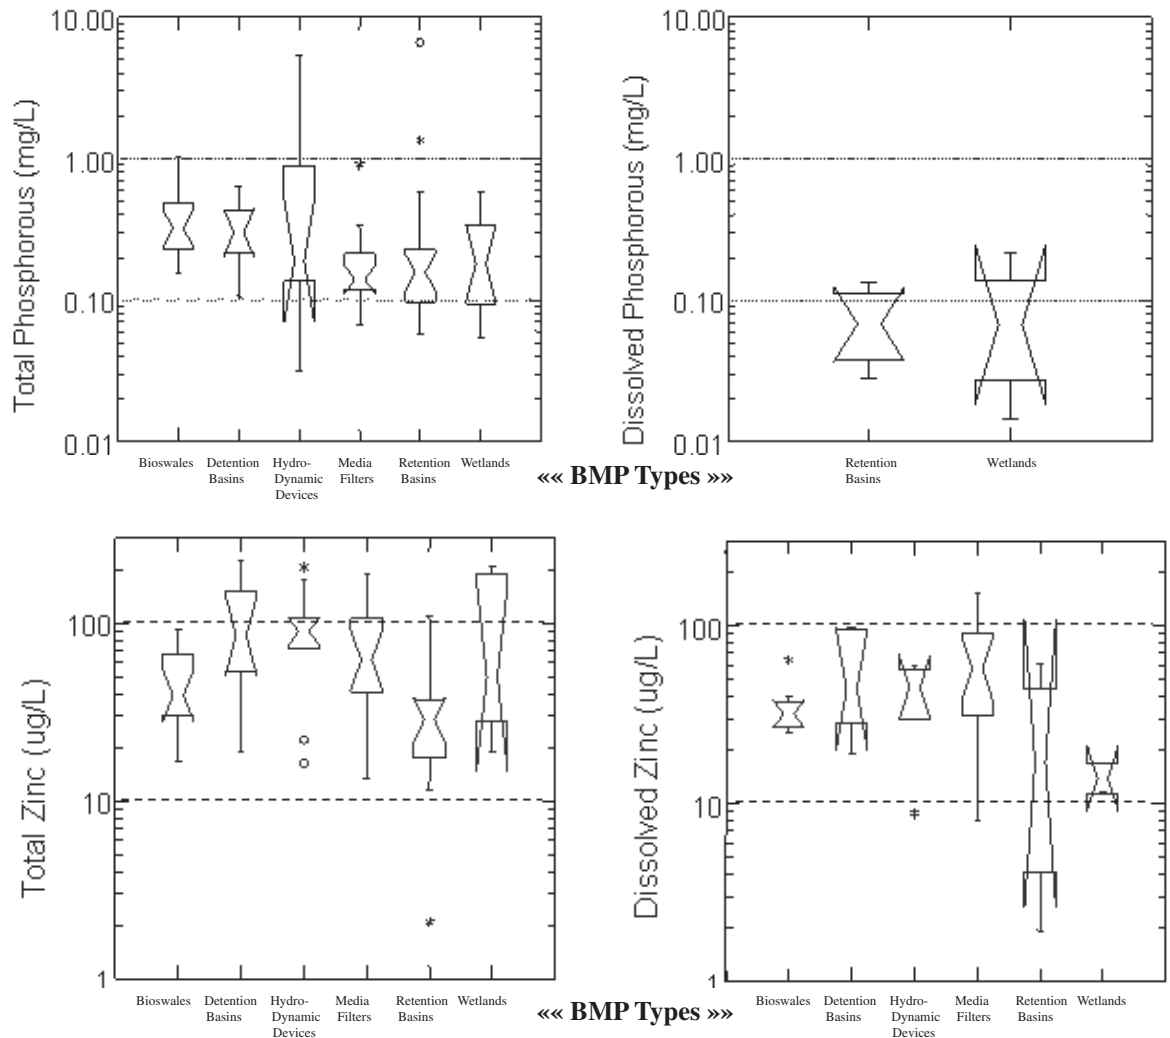 10.00
1.00
0.10
0.01
Total Phosphorous (mg/L)
Bioswales
Detention
Basins
Hydro-
Dynamic
Devices
Media
Filters
Retention
Basins
Wetlands
10.00
1.00
0.10
0.01
Dissolved Phosphorous (mg/L)
Retention
Basins
Wetlands
«« BMP Types »»
100
10
1
Total Zinc (ug/L)
Bioswales
Detention
Basins
Hydro-
Dynamic
Devices
Media
Filters
Retention
Basins
Wetlands
100
10
1
Dissolved Zinc (ug/L)
Bioswales
Detention
Basins
Hydro-
Dynamic
Devices
Media
Filters
Retention
Basins
Wetlands
«« BMP Types »»